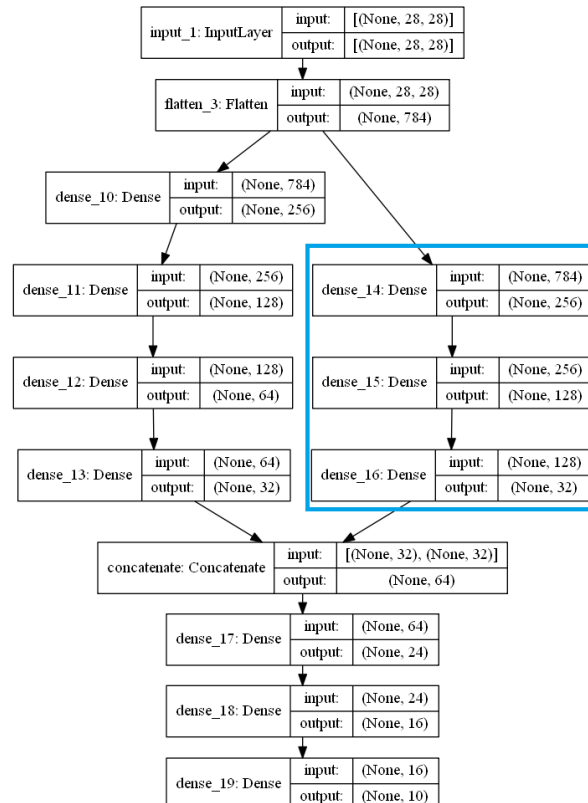 input_1: InputLayer
input: [(None, 28, 28)]
output: [(None, 28, 28)]
flatten_3: Flatten
input: (None, 28, 28)
output: (None, 784)
dense_10: Dense
input: (None, 784)
output: (None, 256)
dense_11: Dense
input: (None, 256)
output: (None, 128)
dense_14: Dense
input: (None, 784)
output: (None, 256)
dense_12: Dense
input: (None, 128)
output: (None, 64)
dense_15: Dense
input: (None, 256)
output: (None, 128)
dense_13: Dense
input: (None, 64)
output: (None, 32)
dense_16: Dense
input: (None, 128)
output: (None, 32)
concatenate: Concatenate
input: [(None, 32), (None, 32)]
output: (None, 64)
dense_17: Dense
input: (None, 64)
output: (None, 24)
dense_18: Dense
input: (None, 24)
output: (None, 16)
dense_19: Dense
input: (None, 16)
output: (None, 10)